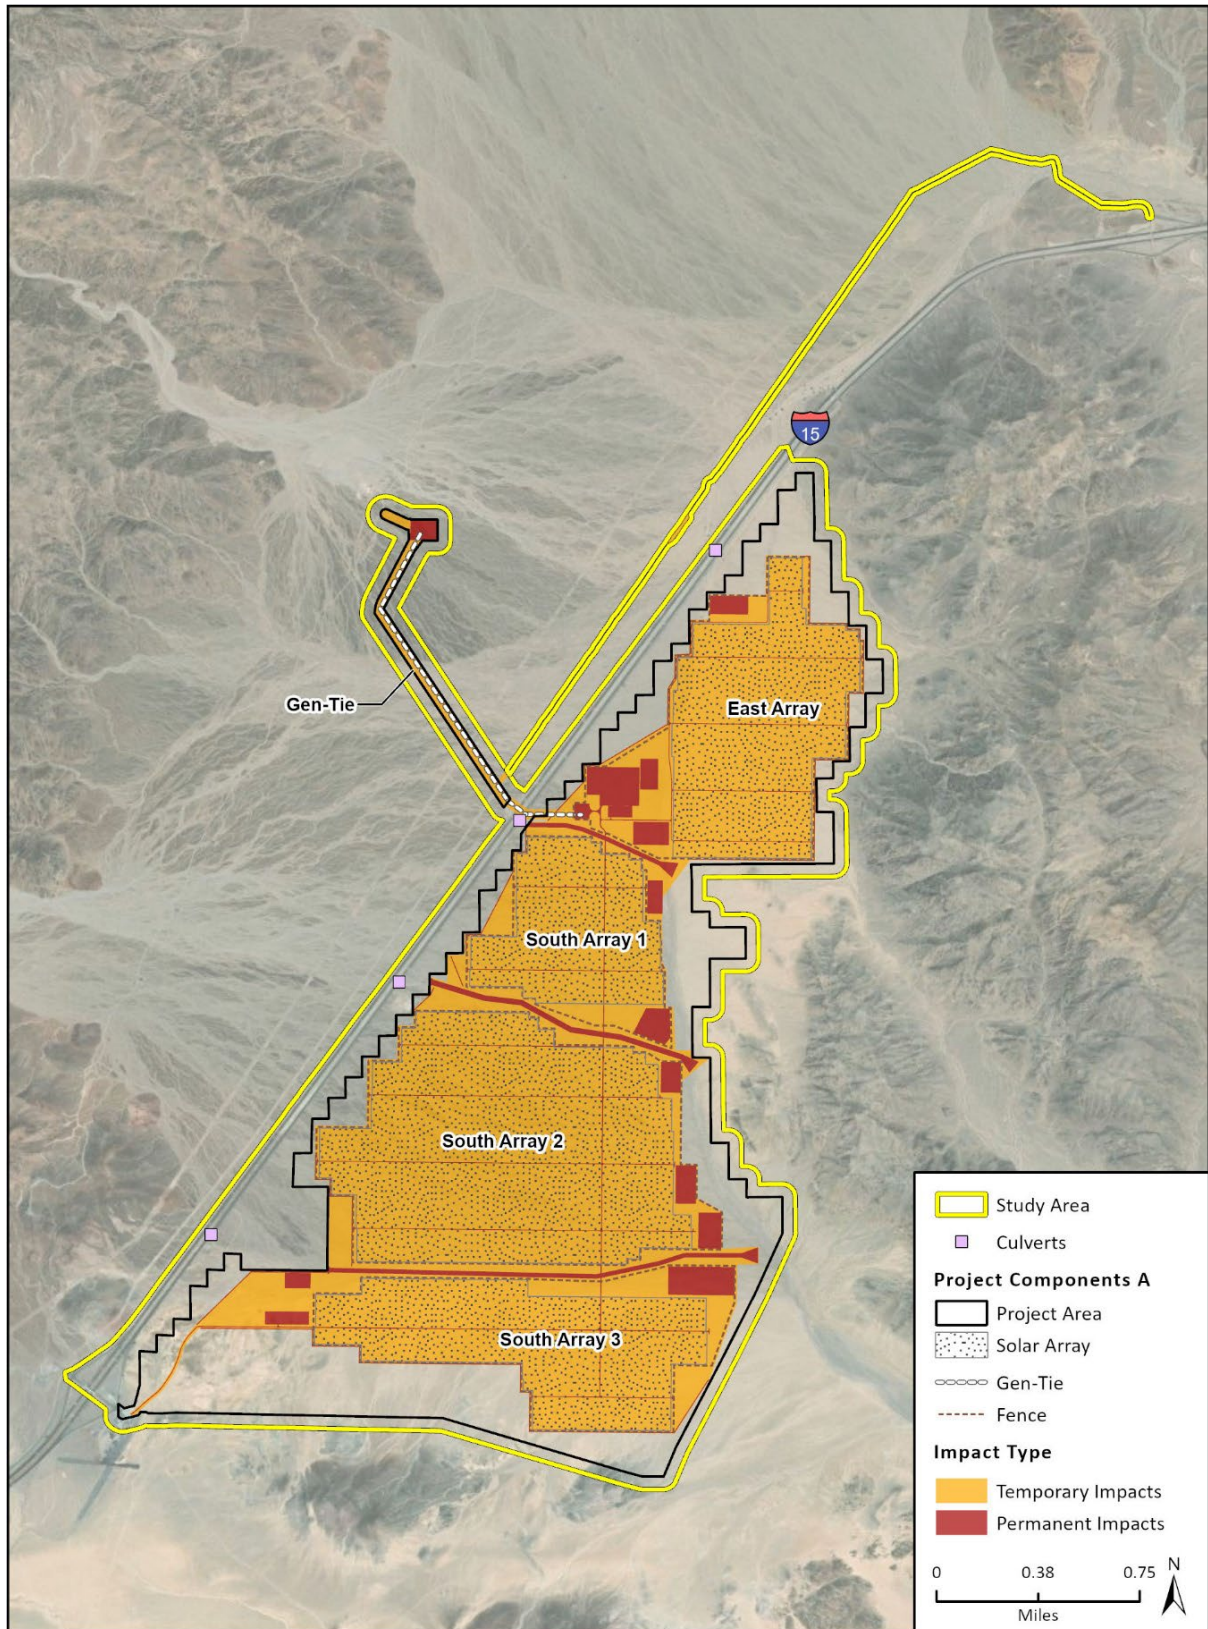 15
Gen-Tie
East Array
South Array 1
South Array 2
South Array 3
Study Area
Culverts
Project Components A
Project Area
Solar Array
Gen-Tie
Fence
Impact Type
Temporary Impacts
Permanent Impacts
0 0.38 0.75 N
Miles